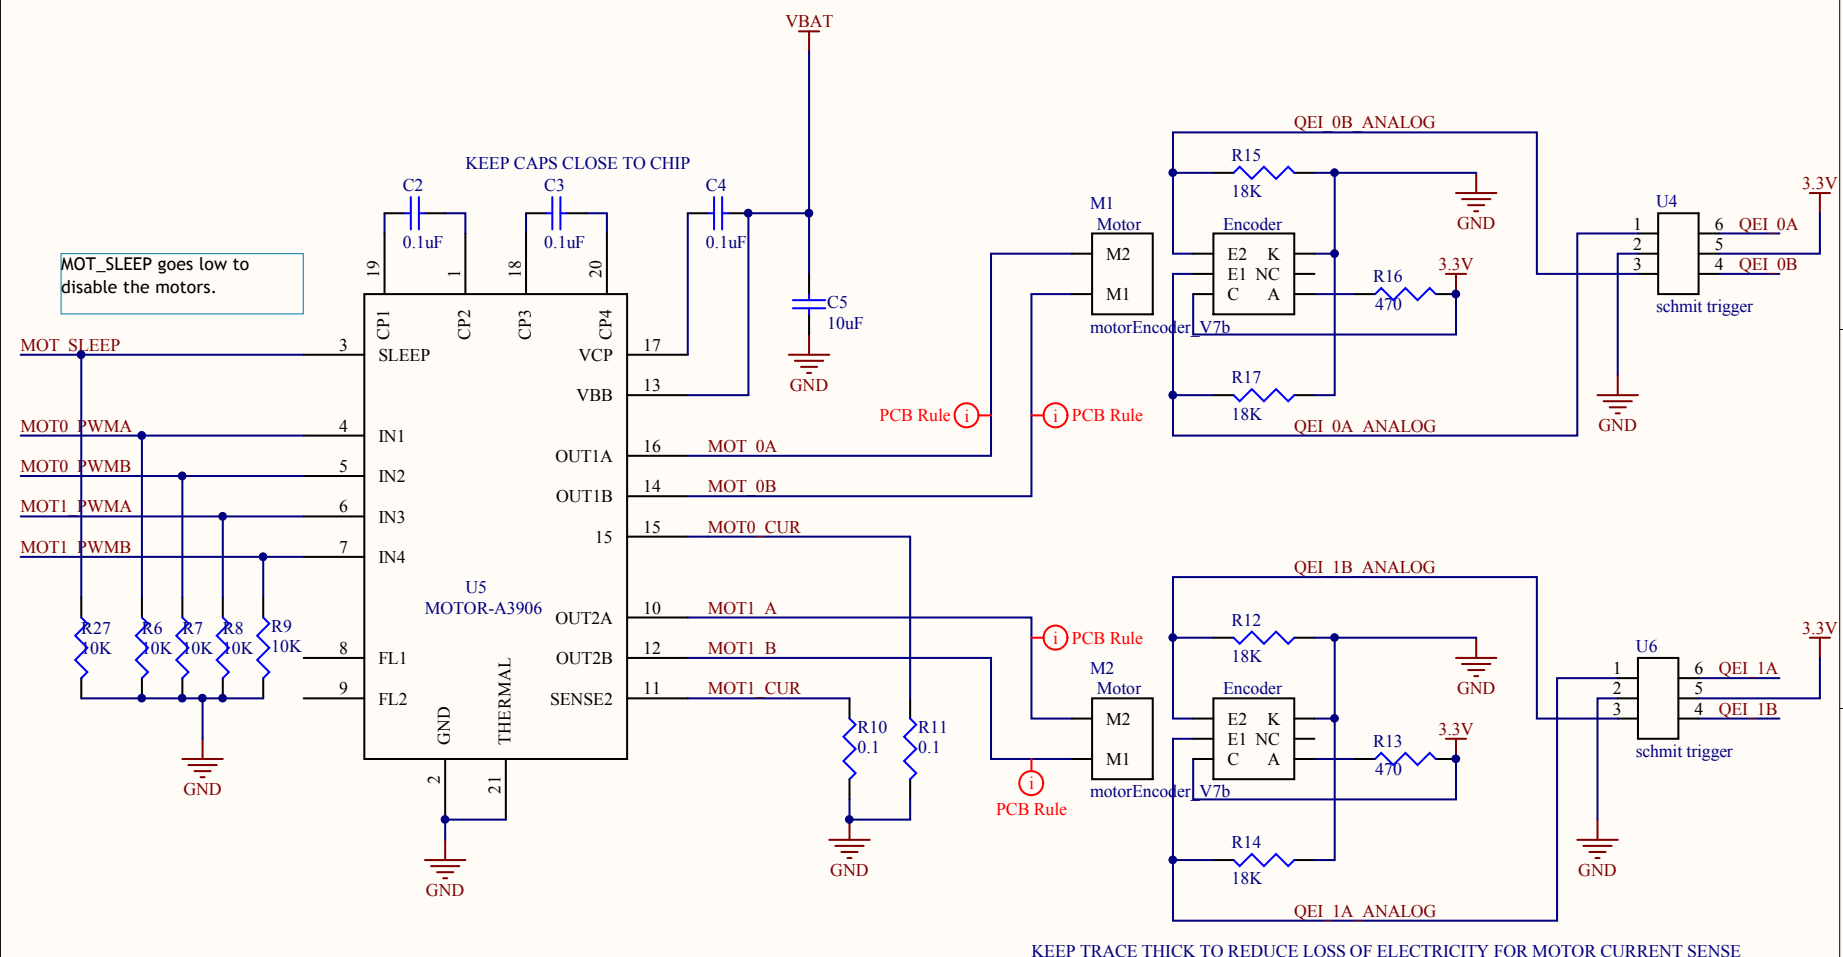 VBAT
KEEP CAPS CLOSE TO CHIP
C2
0.1uF
C3
0.1uF
C4
0.1uF
C5
10uF
GND
MOT_SLEEP goes low to
disable the motors.
MOT_SLEEP
MOT0_PWMA
MOT0_PWMB
MOT1_PWMA
MOT1_PWMB
R27
10K
R6
10K
R7
10K
R8
10K
R9
10K
GND
19
1
18
20
CP1
CP2
CP3
CP4
3
SLEEP
4
IN1
5
IN2
6
IN3
7
IN4
8
FL1
9
FL2
U5
MOTOR-A3906
GND
THERMAL
2
21
GND
VCP
17
VBB
13
OUT1A
16
MOT_0A
OUT1B
14
MOT_0B
15
15
MOT0_CUR
OUT2A
10
MOT1_A
OUT2B
12
MOT1_B
SENSE2
11
MOT1_CUR
R10
0.1
R11
0.1
GND
PCB Rule
i
i
PCB Rule
i
PCB Rule
i
PCB Rule
M1
Motor
M2
M1
motorEncoder_V7b
Encoder
E2 K
E1 NC
C A
QEI_0B_ANALOG
R15
18K
GND
R16
470
3.3V
R17
18K
QEI_0A_ANALOG
U4
1
2
3
6
5
4
QEI_0A
QEI_0B
3.3V
schmit trigger
GND
M2
Motor
M2
M1
motorEncoder_V7b
Encoder
E2 K
E1 NC
C A
QEI_1B_ANALOG
R12
18K
GND
R13
470
3.3V
R14
18K
QEI_1A_ANALOG
U6
1
2
3
6
5
4
QEI_1A
QEI_1B
3.3V
schmit trigger
GND
KEEP TRACE THICK TO REDUCE LOSS OF ELECTRICITY FOR MOTOR CURRENT SENSE